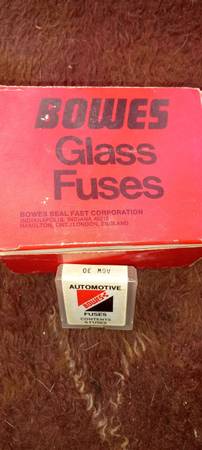 BOWES
Glass
Fuses
BOWES SEAL FAST CORPORATION
INDIANAPOLIS, INDIANA 46218
HAMILTON, ONT./LONDON, ENGLAND
AGW 30
AUTOMOTIVE
BOWES
FUSES
CONTENTS
5 FUSES